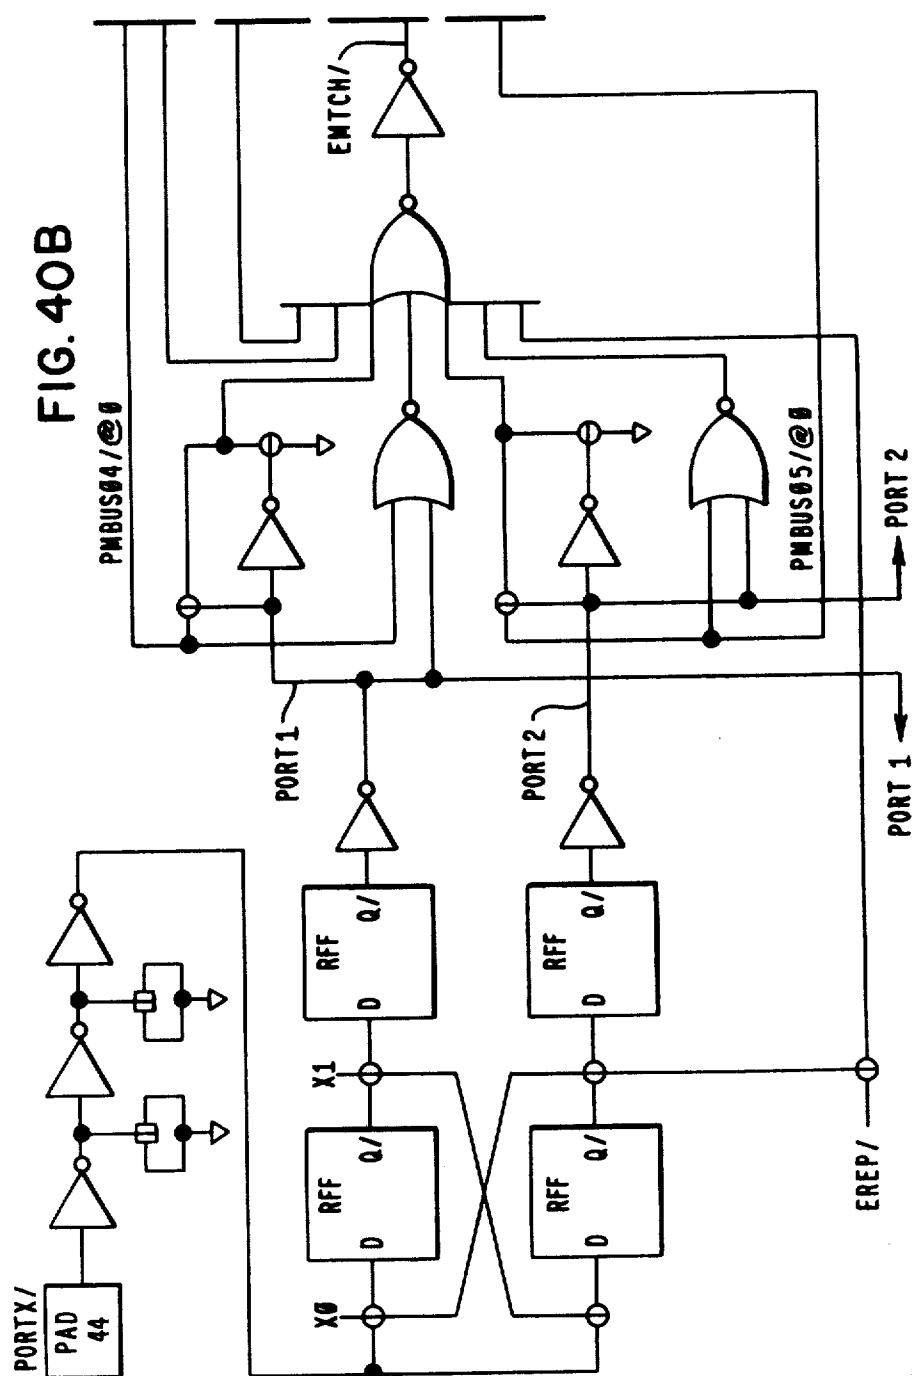 FIG. 40B
PORTX/
PAD
44
X0
X1
RFF
D
Q/
RFF
D
Q/
RFF
D
Q/
RFF
D
Q/
EREP/
PORT1
PORT2
PMBUS04/@0
PMBUS05/@0
EMTCH/
PORT 1
PORT 2